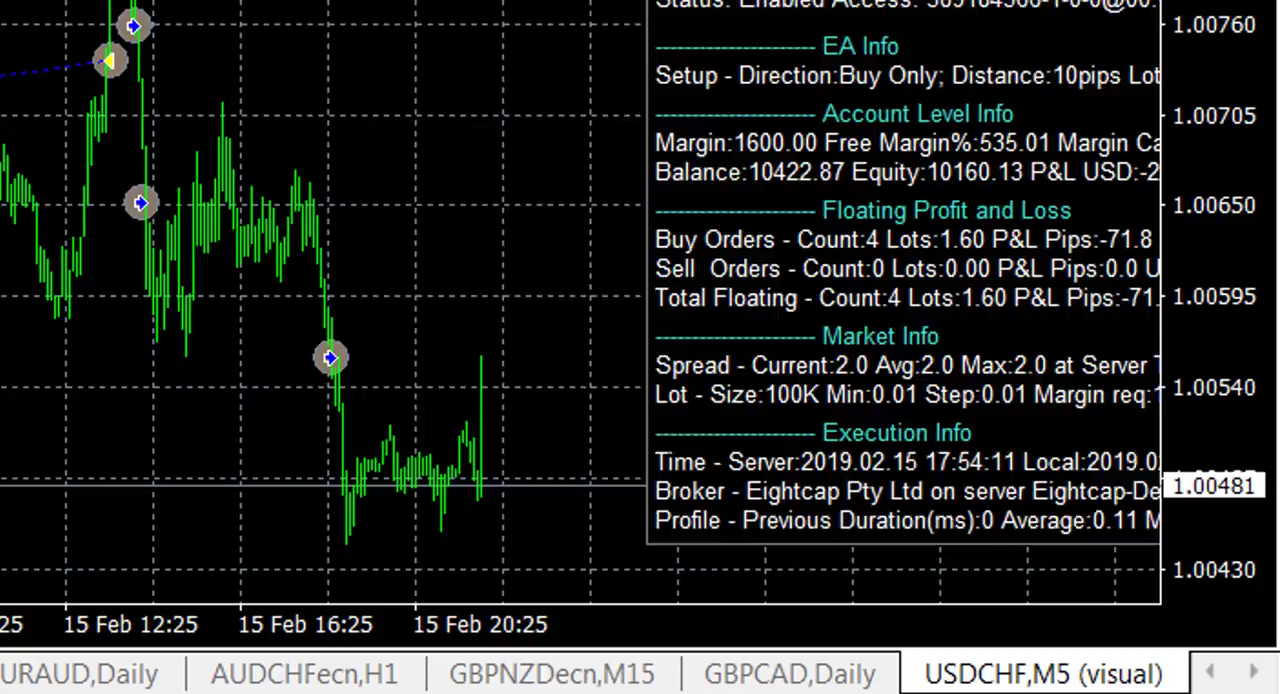 Status: Enabled Access:
1.00760
EA Info
Setup - Direction:Buy Only; Distance:10pips Lot
Account Level Info
1.00705
Margin:1600.00 Free Margin%:535.01 Margin Ca
Balance:10422.87 Equity:10160.13 P&L USD:-2
Floating Profit and Loss
1.00650
Buy Orders - Count:4 Lots:1.60 P&L Pips:-71.8
Sell Orders - Count:0 Lots:0.00 P&L Pips:0.0 U
Total Floating - Count:4 Lots:1.60 P&L Pips:-71.
1.00595
Market Info
Spread - Current:2.0 Avg:2.0 Max:2.0 at Server T
Lot - Size:100K Min:0.01 Step:0.01 Margin req:1
1.00540
Execution Info
Time - Server:2019.02.15 17:54:11 Local:2019.0
Broker - Eightcap Pty Ltd on server Eightcap-De
1.00481
Profile - Previous Duration(ms):0 Average:0.11 M
1.00430
25 15 Feb 12:25 15 Feb 16:25 15 Feb 20:25
URAUD,Daily AUDCHFecn,H1 GBPNZDecn,M15 GBPCAD,Daily USDCHF,M5 (visual)